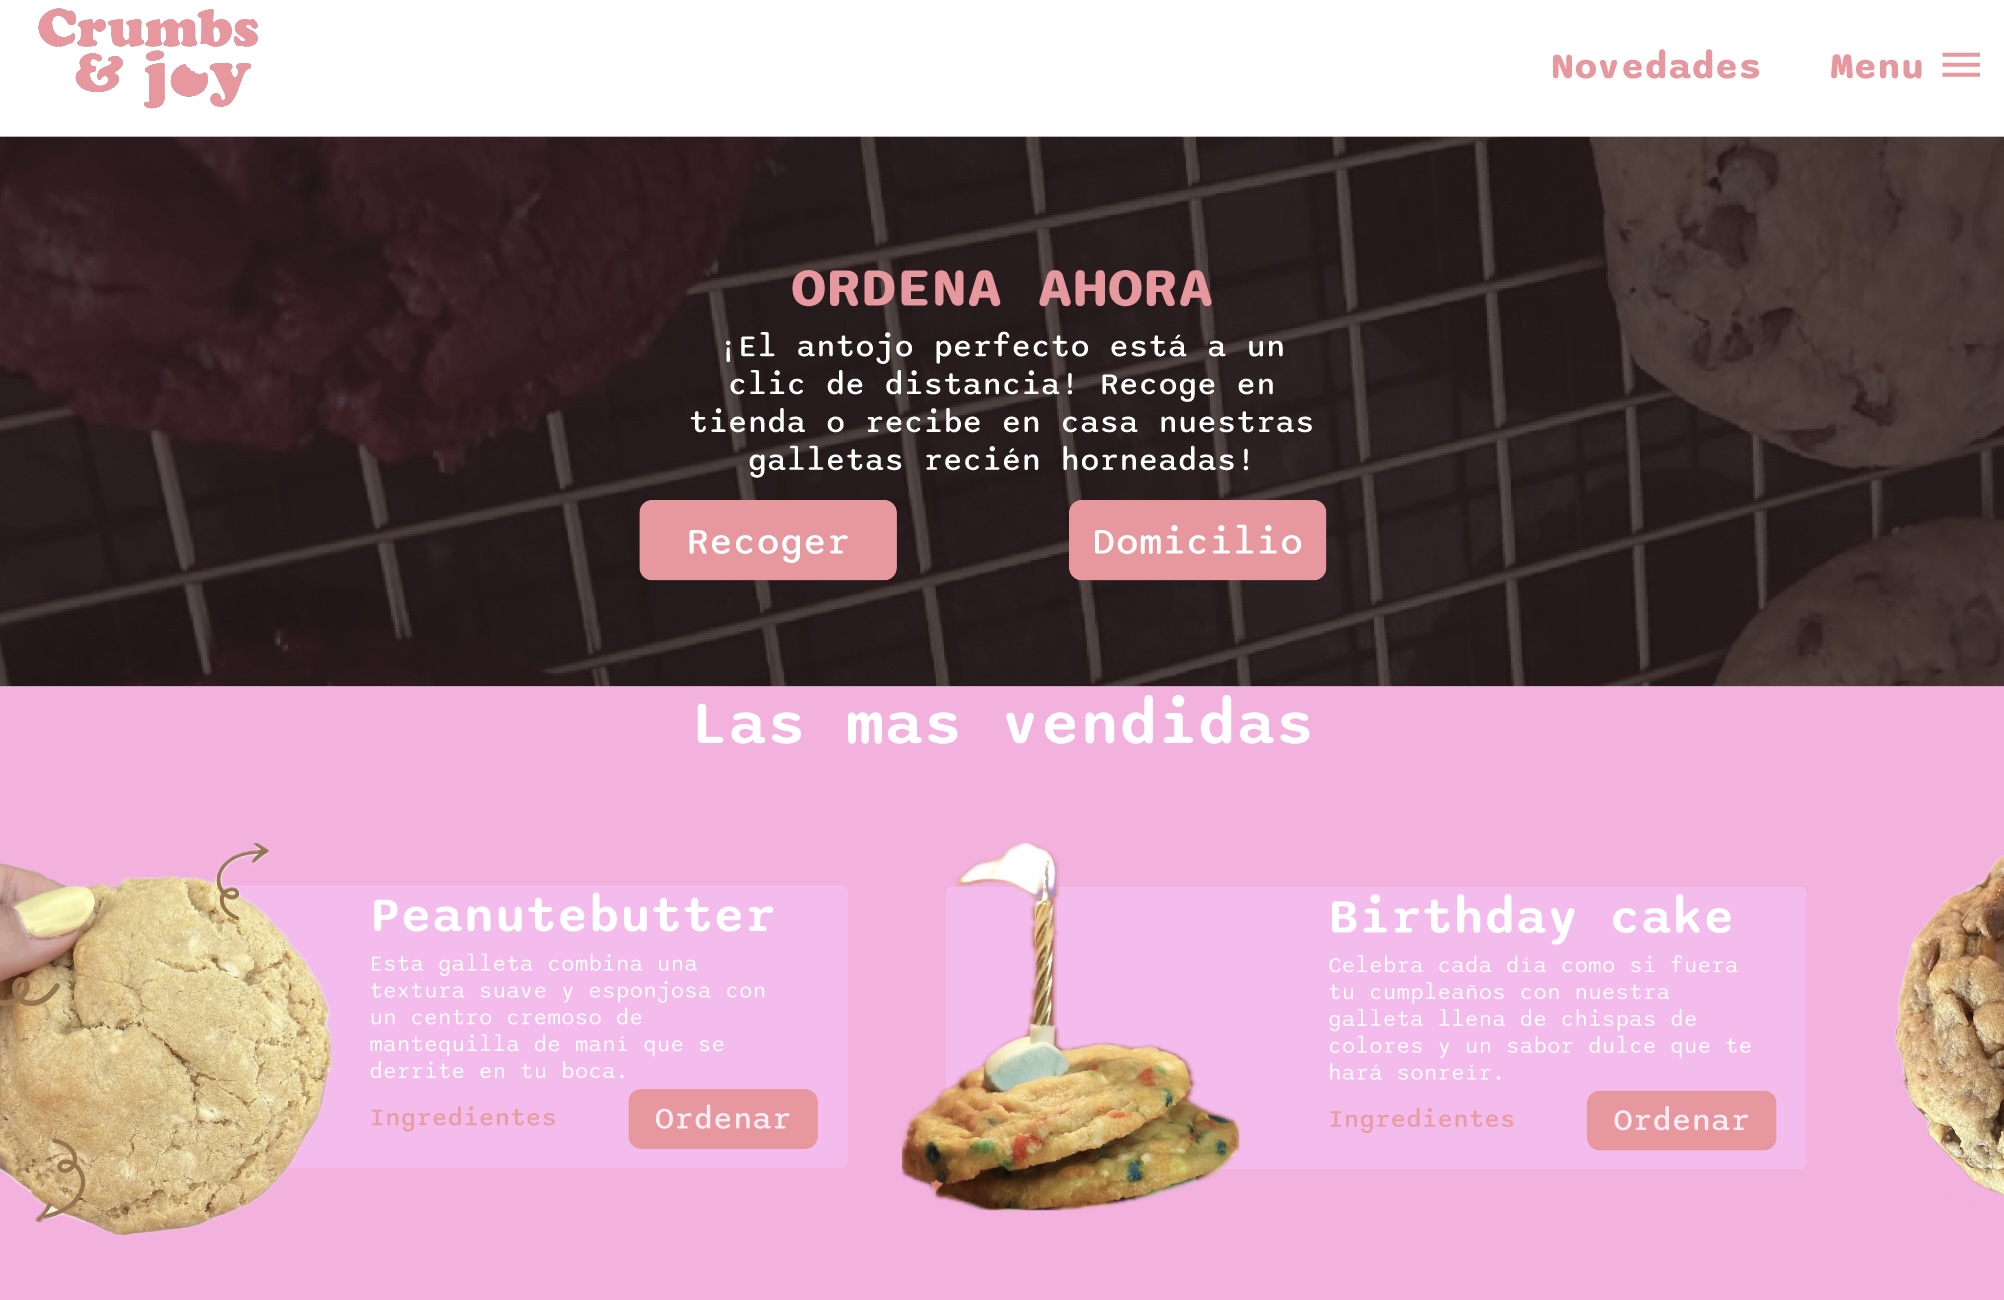 Crumbs
& joy
Novedades
Menu
ORDENA AHORA
¡El antojo perfecto está a un
clic de distancia! Recoge en
tienda o recibe en casa nuestras
galletas recién horneadas!
Recoger
Domicilio
Las mas vendidas
Peanutebutter
Esta galleta combina una
textura suave y esponjosa con
un centro cremoso de
mantequilla de maní que se
derrite en tu boca.
Ingredientes
Ordenar
Birthday cake
Celebra cada día como si fuera
tu cumpleaños con nuestra
galleta llena de chispas de
colores y un sabor dulce que te
hará sonreír.
Ingredientes
Ordenar